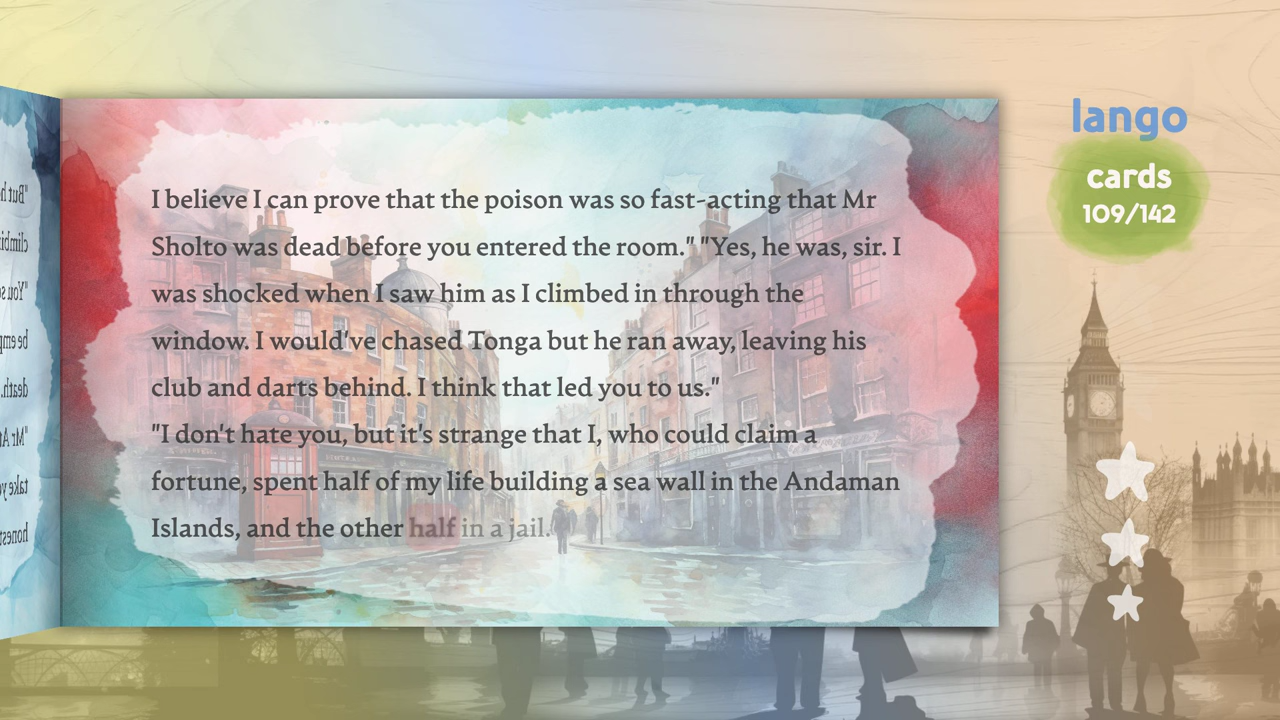 I believe I can prove that the poison was so fast-acting that Mr
Sholto was dead before you entered the room." "Yes, he was, sir. I
was shocked when I saw him as I climbed in through the
window. I would've chased Tonga but he ran away, leaving his
club and darts behind. I think that led you to us."
"I don't hate you, but it's strange that I, who could claim a
fortune, spent half of my life building a sea wall in the Andaman
Islands, and the other half in a jail.
lango
cards
109/142